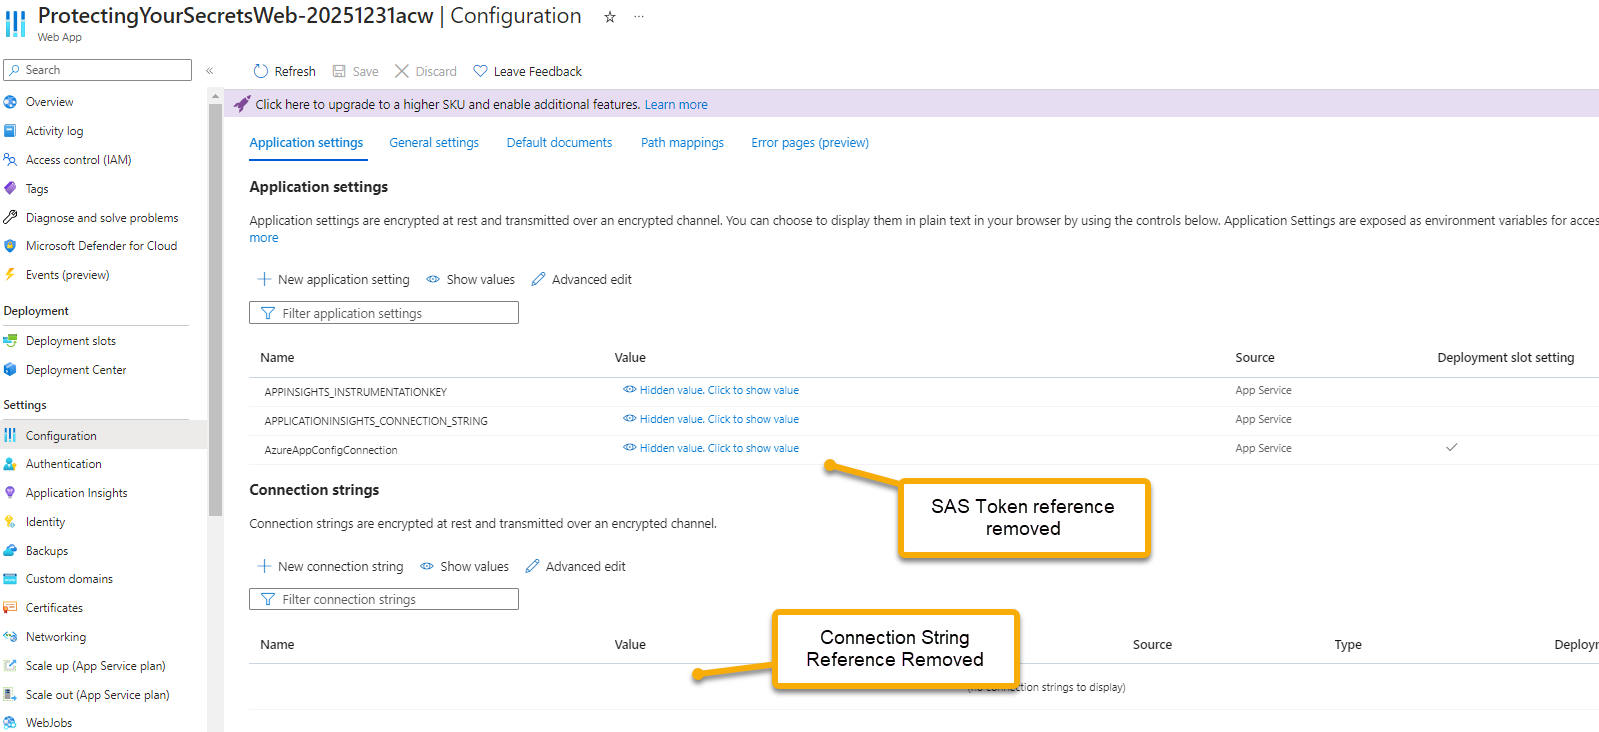 ProtectingYourSecretsWeb-20251231acw | Configuration ☆ ···
Web App
Search «
Refresh Save Discard Leave Feedback
Click here to upgrade to a higher SKU and enable additional features. Learn more
Overview
Activity log
Access control (IAM)
Tags
Diagnose and solve problems
Microsoft Defender for Cloud
Events (preview)
Deployment
Deployment slots
Deployment Center
Settings
Configuration
Authentication
Application Insights
Identity
Backups
Custom domains
Certificates
Networking
Scale up (App Service plan)
Scale out (App Service plan)
WebJobs
Application settings General settings Default documents Path mappings Error pages (preview)
Application settings
Application settings are encrypted at rest and transmitted over an encrypted channel. You can choose to display them in plain text in your browser by using the controls below. Application Settings are exposed as environment variables for acces
more
New application setting Show values Advanced edit
Filter application settings
Name Value Source Deployment slot setting
APPINSIGHTS_INSTRUMENTATIONKEY Hidden value. Click to show value App Service
APPLICATIONINSIGHTS_CONNECTION_STRING Hidden value. Click to show value App Service
AzureAppConfigConnection Hidden value. Click to show value App Service
SAS Token reference
removed
Connection strings
Connection strings are encrypted at rest and transmitted over an encrypted channel.
New connection string Show values Advanced edit
Filter connection strings
Name Value Source Type Deployr
Connection String
Reference Removed
(no connection strings to display)